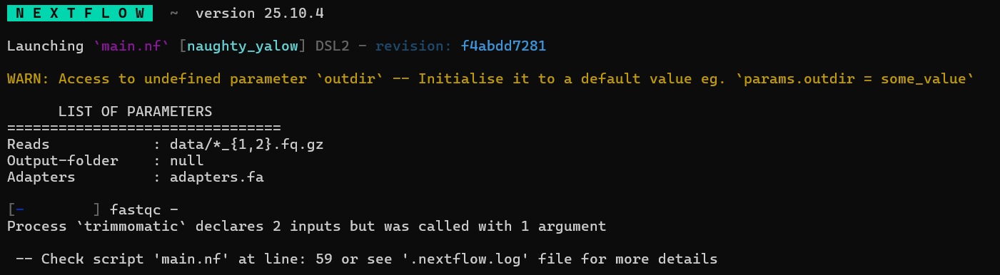 N E X T F L O W ~ version 25.10.4
Launching `main.nf` [naughty_yalow] DSL2 - revision: f4abdd7281
WARN: Access to undefined parameter `outdir` -- Initialise it to a default value eg. `params.outdir = some_value`
LIST OF PARAMETERS
================================
Reads : data/*_{1,2}.fq.gz
Output-folder : null
Adapters : adapters.fa
[- ] fastqc -
Process `trimmomatic` declares 2 inputs but was called with 1 argument
-- Check script 'main.nf' at line: 59 or see '.nextflow.log' file for more details